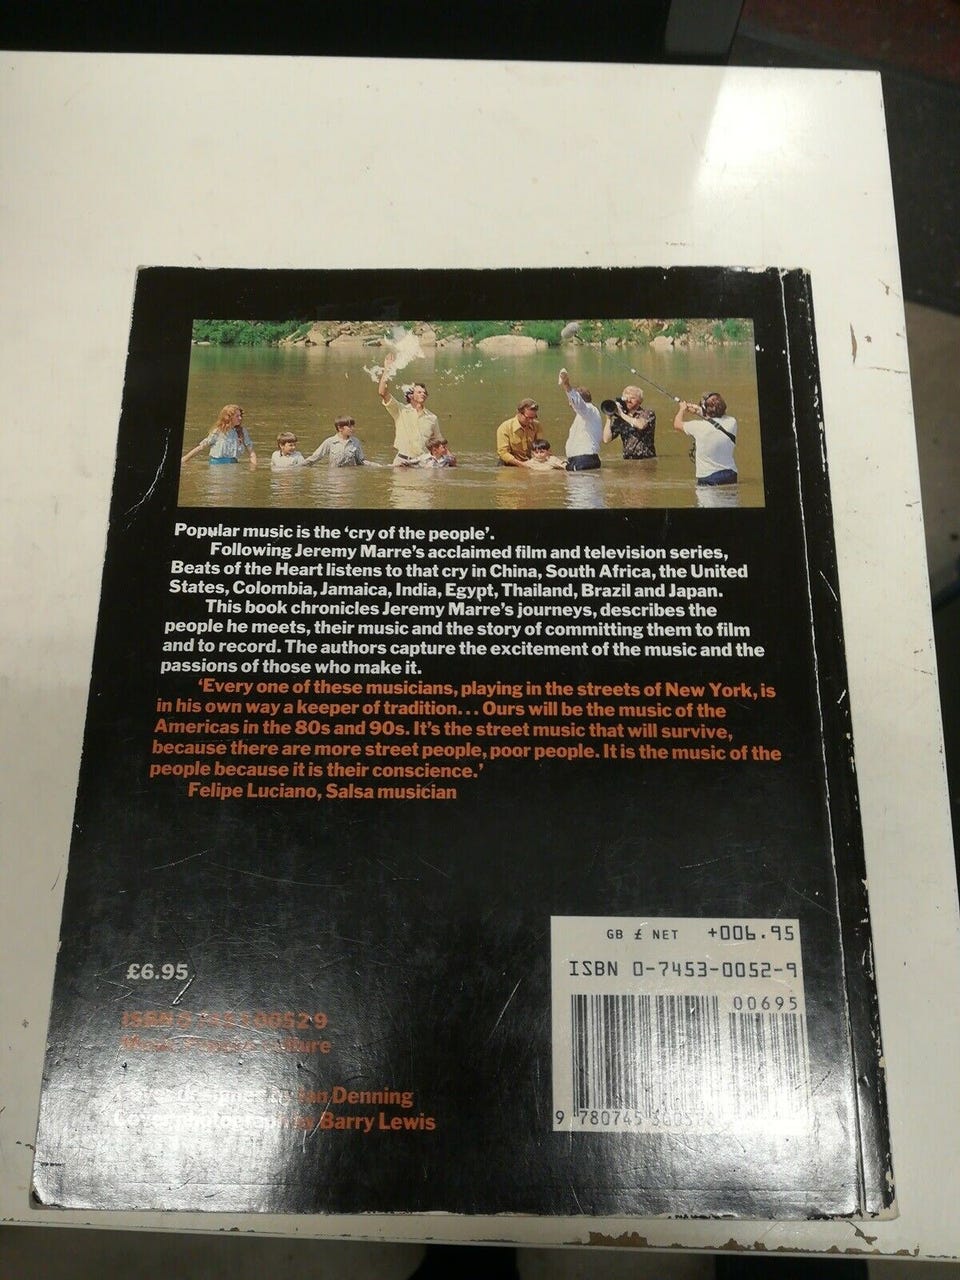 Popular music is the ‘cry of the people’.
Following Jeremy Marre’s acclaimed film and television series,
Beats of the Heart listens to that cry in China, South Africa, the United
States, Colombia, Jamaica, India, Egypt, Thailand, Brazil and Japan.
This book chronicles Jeremy Marre’s journeys, describes the
people he meets, their music and the story of committing them to film
and to record. The authors capture the excitement of the music and the
passions of those who make it.
‘Every one of these musicians, playing in the streets of New York, is
in his own way a keeper of tradition... Ours will be the music of the
Americas in the 80s and 90s. It’s the street music that will survive,
because there are more street people, poor people. It is the music of the
people because it is their conscience.’
Felipe Luciano, Salsa musician
£6.95
ISBN 0 0052 9
Denning
Barry Lewis
GB £ NET +006.95
ISBN 0-7453-0052-9
00695
9 780745